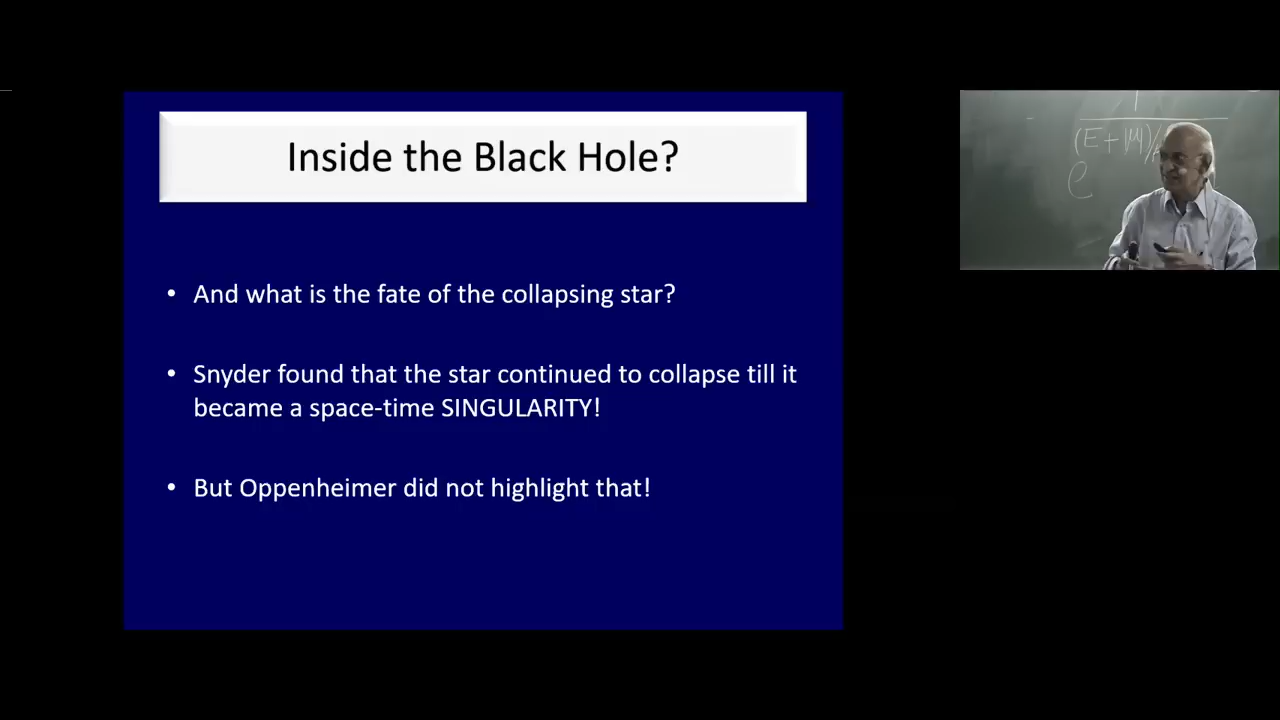 Inside the Black Hole?
• And what is the fate of the collapsing star?
• Snyder found that the star continued to collapse till it
became a space-time SINGULARITY!
• But Oppenheimer did not highlight that!
1
(E+|μ|)/
e